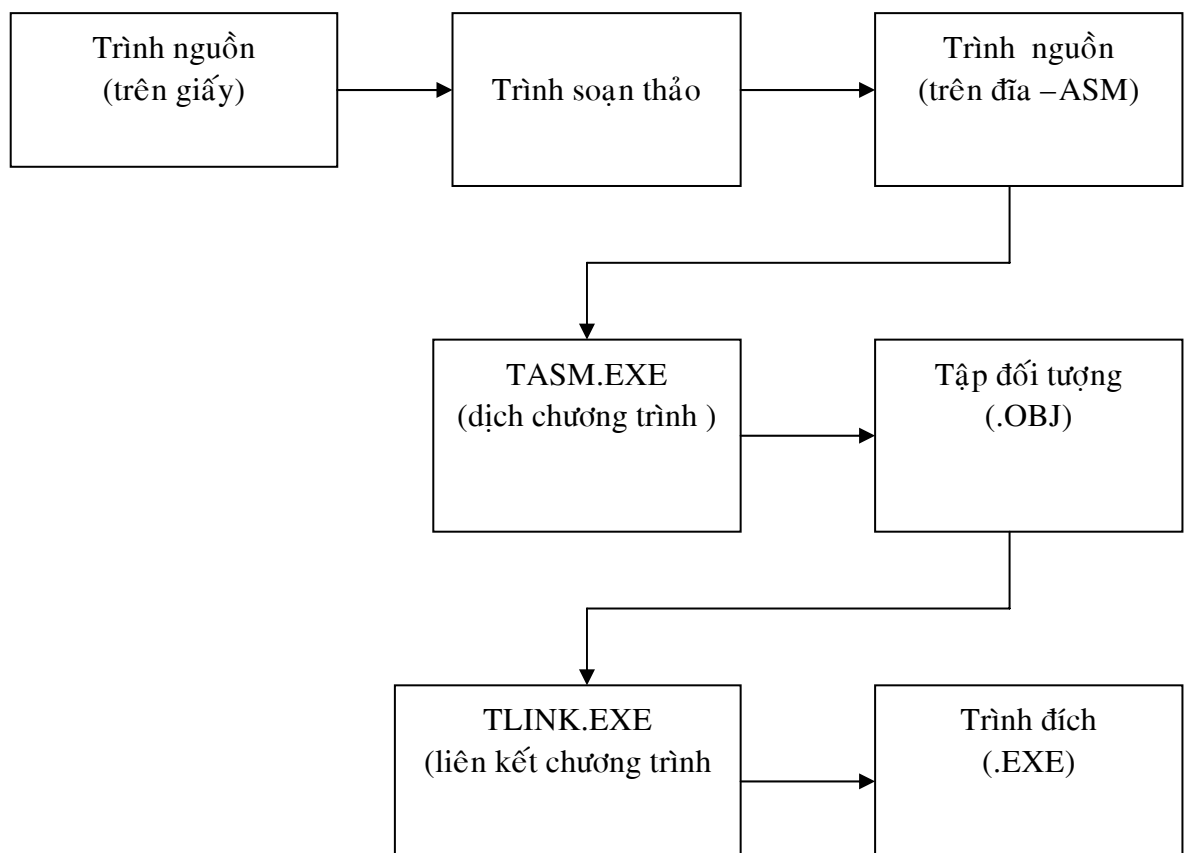 Trình nguồn
(trên giấy)
Trình soạn thảo
Trình nguồn
(trên đĩa –ASM)
TASM.EXE
(dịch chương trình )
Tập đối tượng
(.OBJ)
TLINK.EXE
(liên kết chương trình
Trình đích
(.EXE)